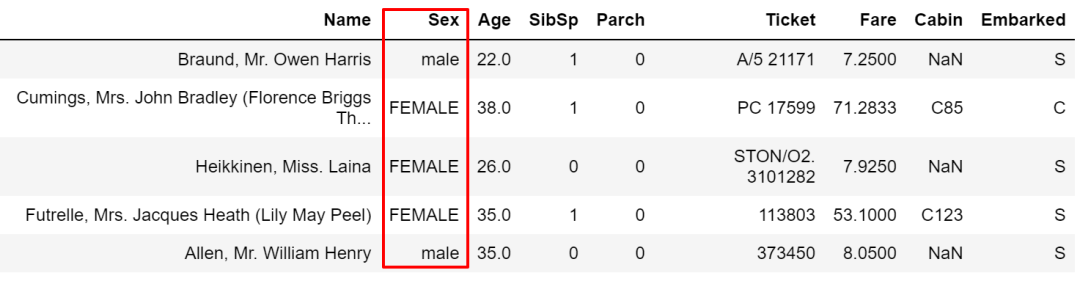 Name Sex Age SibSp Parch Ticket Fare Cabin Embarked
Braund, Mr. Owen Harris male 22.0 1 0 A/5 21171 7.2500 NaN S
Cumings, Mrs. John Bradley (Florence Briggs
Th... FEMALE 38.0 1 0 PC 17599 71.2833 C85 C
Heikkinen, Miss. Laina FEMALE 26.0 0 0 STON/O2.
3101282 7.9250 NaN S
Futrelle, Mrs. Jacques Heath (Lily May Peel) FEMALE 35.0 1 0 113803 53.1000 C123 S
Allen, Mr. William Henry male 35.0 0 0 373450 8.0500 NaN S